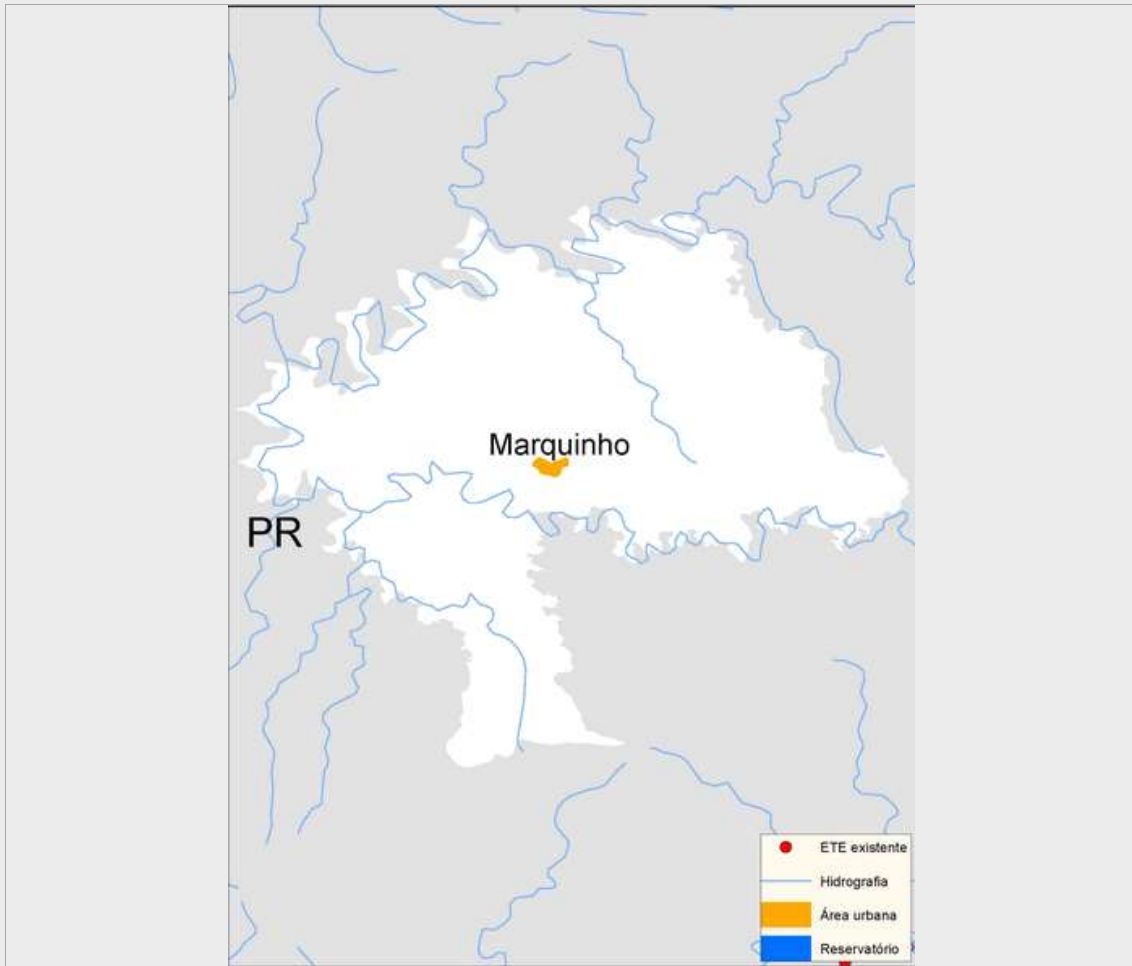 Marquinho
PR
ETE existente
Hidrografia
Área urbana
Reservatório